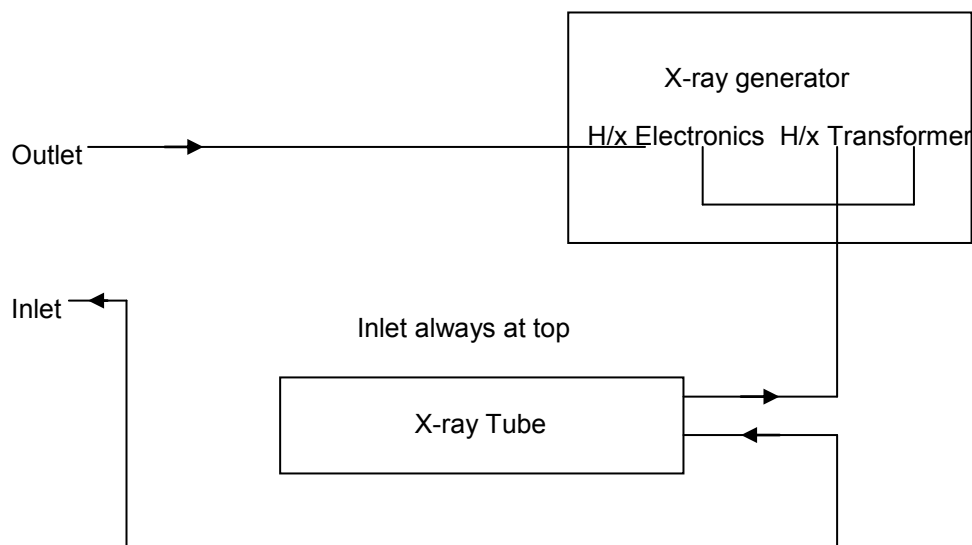 X-ray generator
H/x Electronics H/x Transformer
Outlet
Inlet
Inlet always at top
X-ray Tube